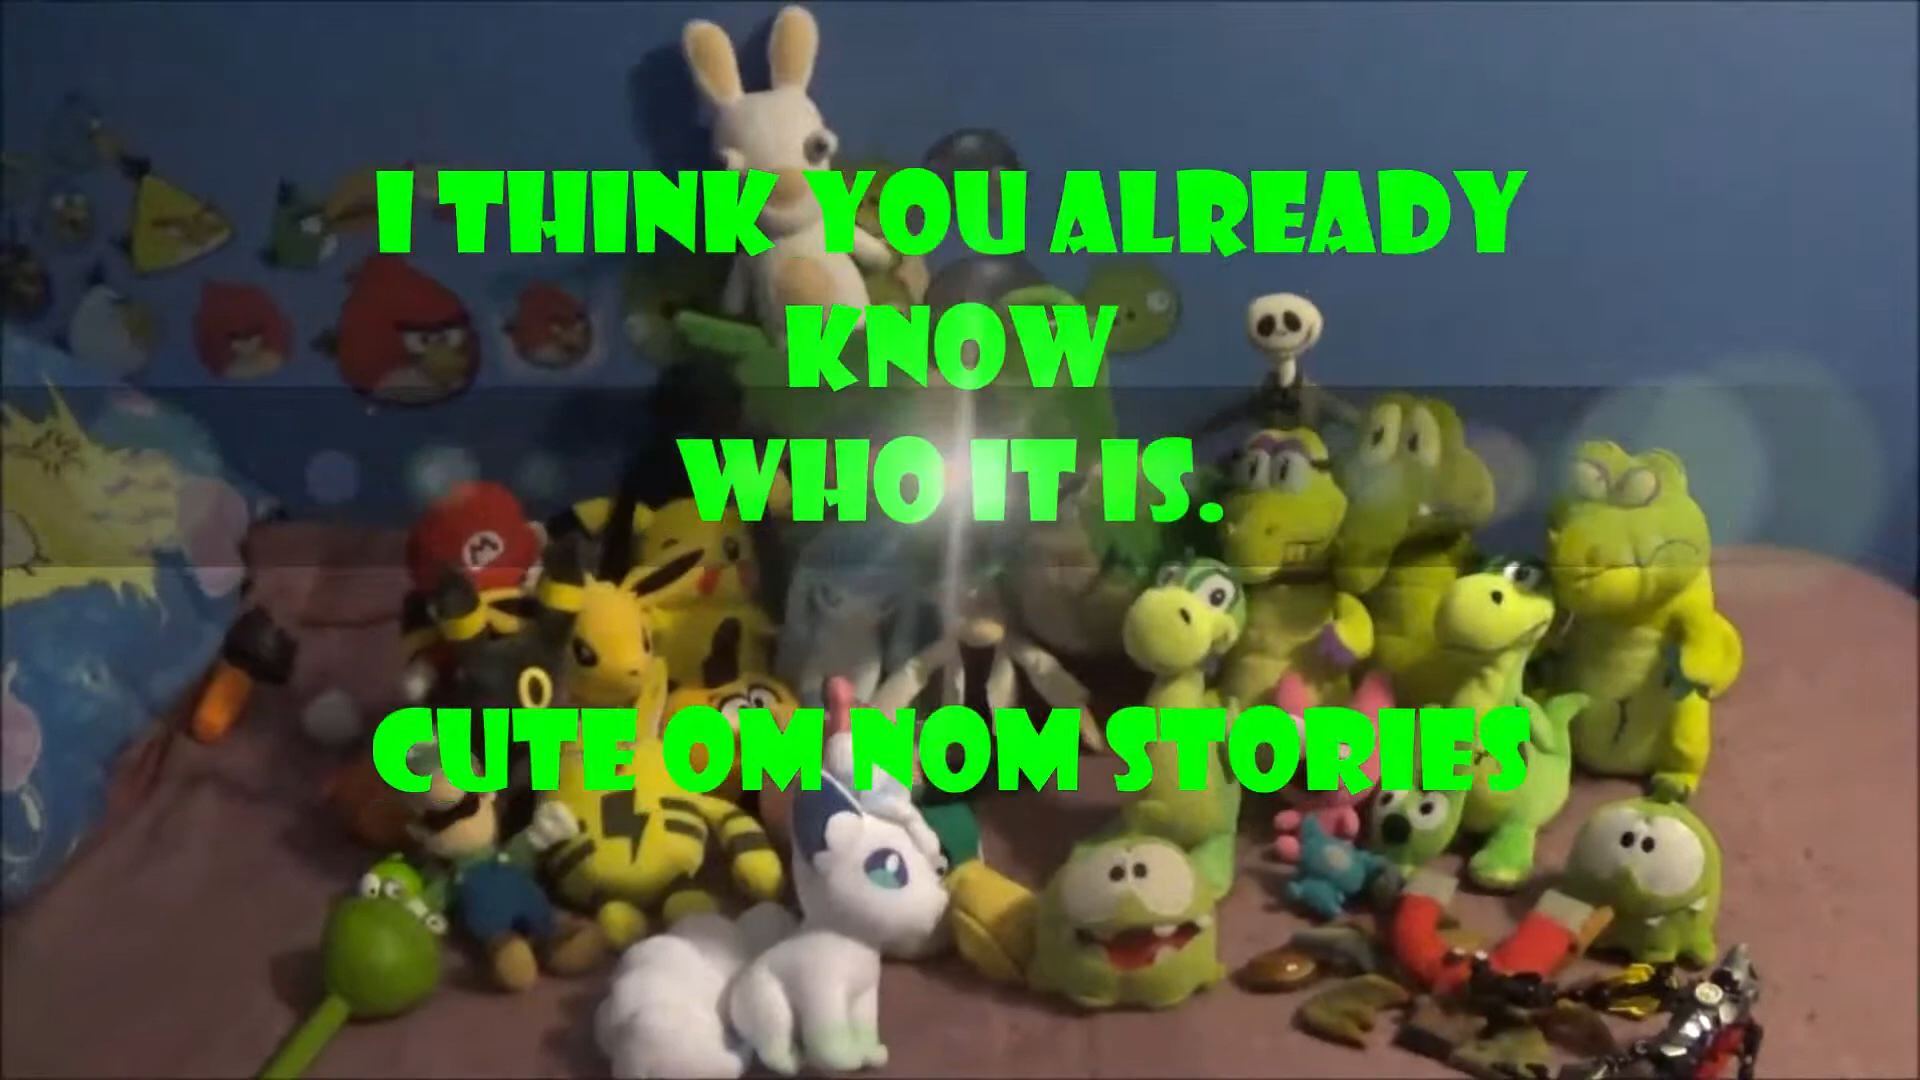 I THINK YOU ALREADY
KNOW
WHO IT IS.
CUTE OM NOM STORIES
M